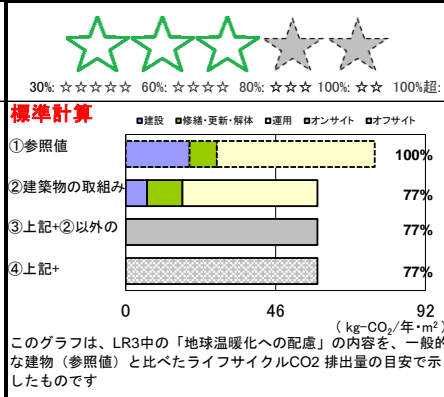 30%: ☆☆☆☆☆ 60%: ☆☆☆☆ 80%: ☆☆☆ 100%: ☆☆ 100%超:
標準計算
建設 修繕・更新・解体 運用 オンサイト オフサイト
①参照値 100%
②建築物の取組み 77%
③上記+②以外の 77%
④上記+ 77%
0 46 92
( kg-CO₂/年・m² )
このグラフは、LR3中の「地球温暖化への配慮」の内容を、一般的
な建物（参照値）と比べたライフサイクルCO2 排出量の目安で示
したものです